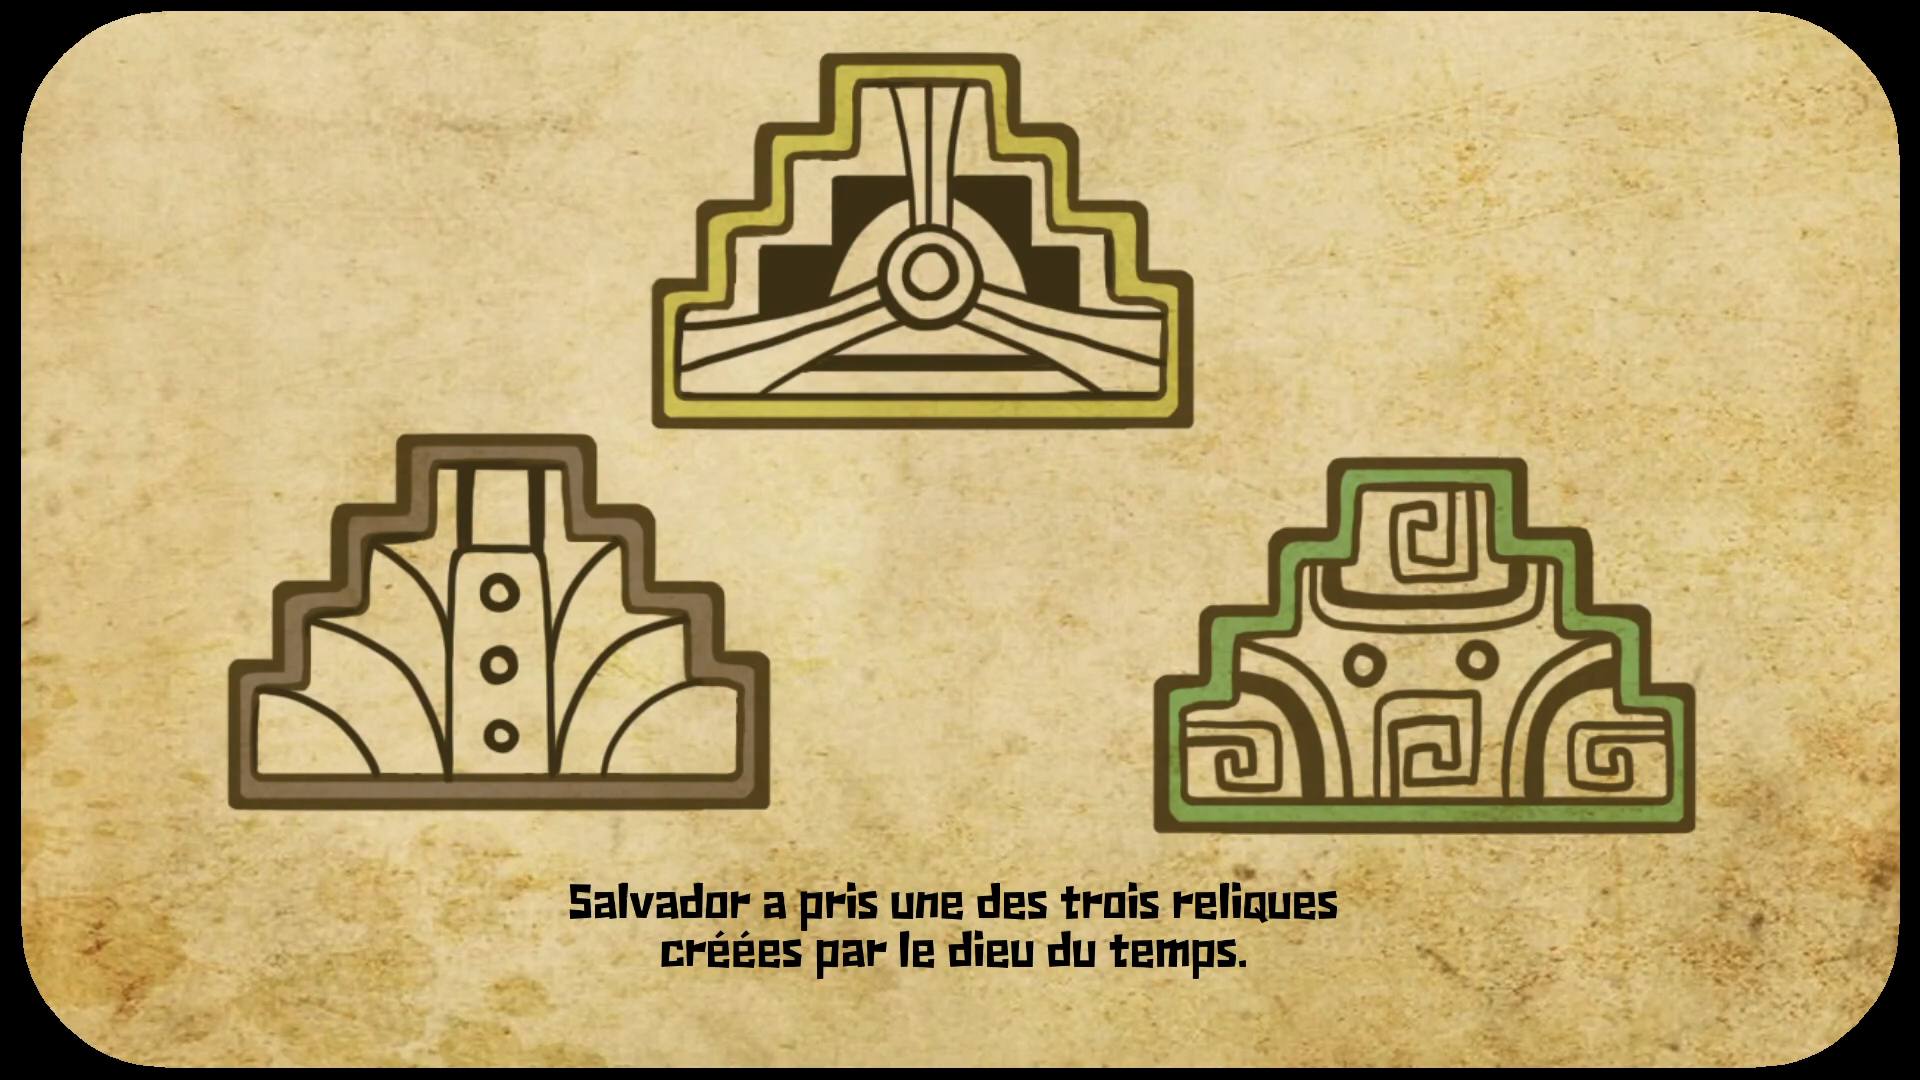 Salvador a pris une des trois reliques
créées par le dieu du temps.